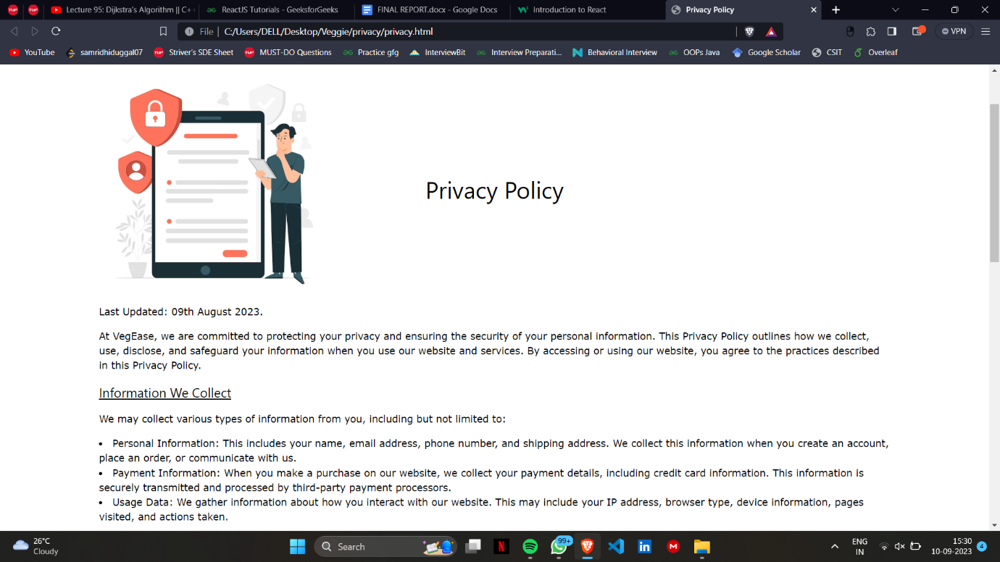 Lecture 95: Dijkstra's Algorithm || C+
ReactJS Tutorials - GeeksforGeeks
FINAL REPORT.docx - Google Docs
Introduction to React
Privacy Policy
File | C:/Users/DELL/Desktop/Veggie/privacy/privacy.html
VPN
YouTube
samridhiduggal07
Striver's SDE Sheet
MUST-DO Questions
Practice gfg
InterviewBit
Interview Preparati...
Behavioral Interview
OOPs Java
Google Scholar
CSIT
Overleaf
Privacy Policy
Last Updated: 09th August 2023.
At VegEase, we are committed to protecting your privacy and ensuring the security of your personal information. This Privacy Policy outlines how we collect,
use, disclose, and safeguard your information when you use our website and services. By accessing or using our website, you agree to the practices described
in this Privacy Policy.
Information We Collect
We may collect various types of information from you, including but not limited to:
• Personal Information: This includes your name, email address, phone number, and shipping address. We collect this information when you create an account,
place an order, or communicate with us.
• Payment Information: When you make a purchase on our website, we collect your payment details, including credit card information. This information is
securely transmitted and processed by third-party payment processors.
• Usage Data: We gather information about how you interact with our website. This may include your IP address, browser type, device information, pages
visited, and actions taken.
26°C
Cloudy
Search
99+
ENG
IN
15:30
10-09-2023
4